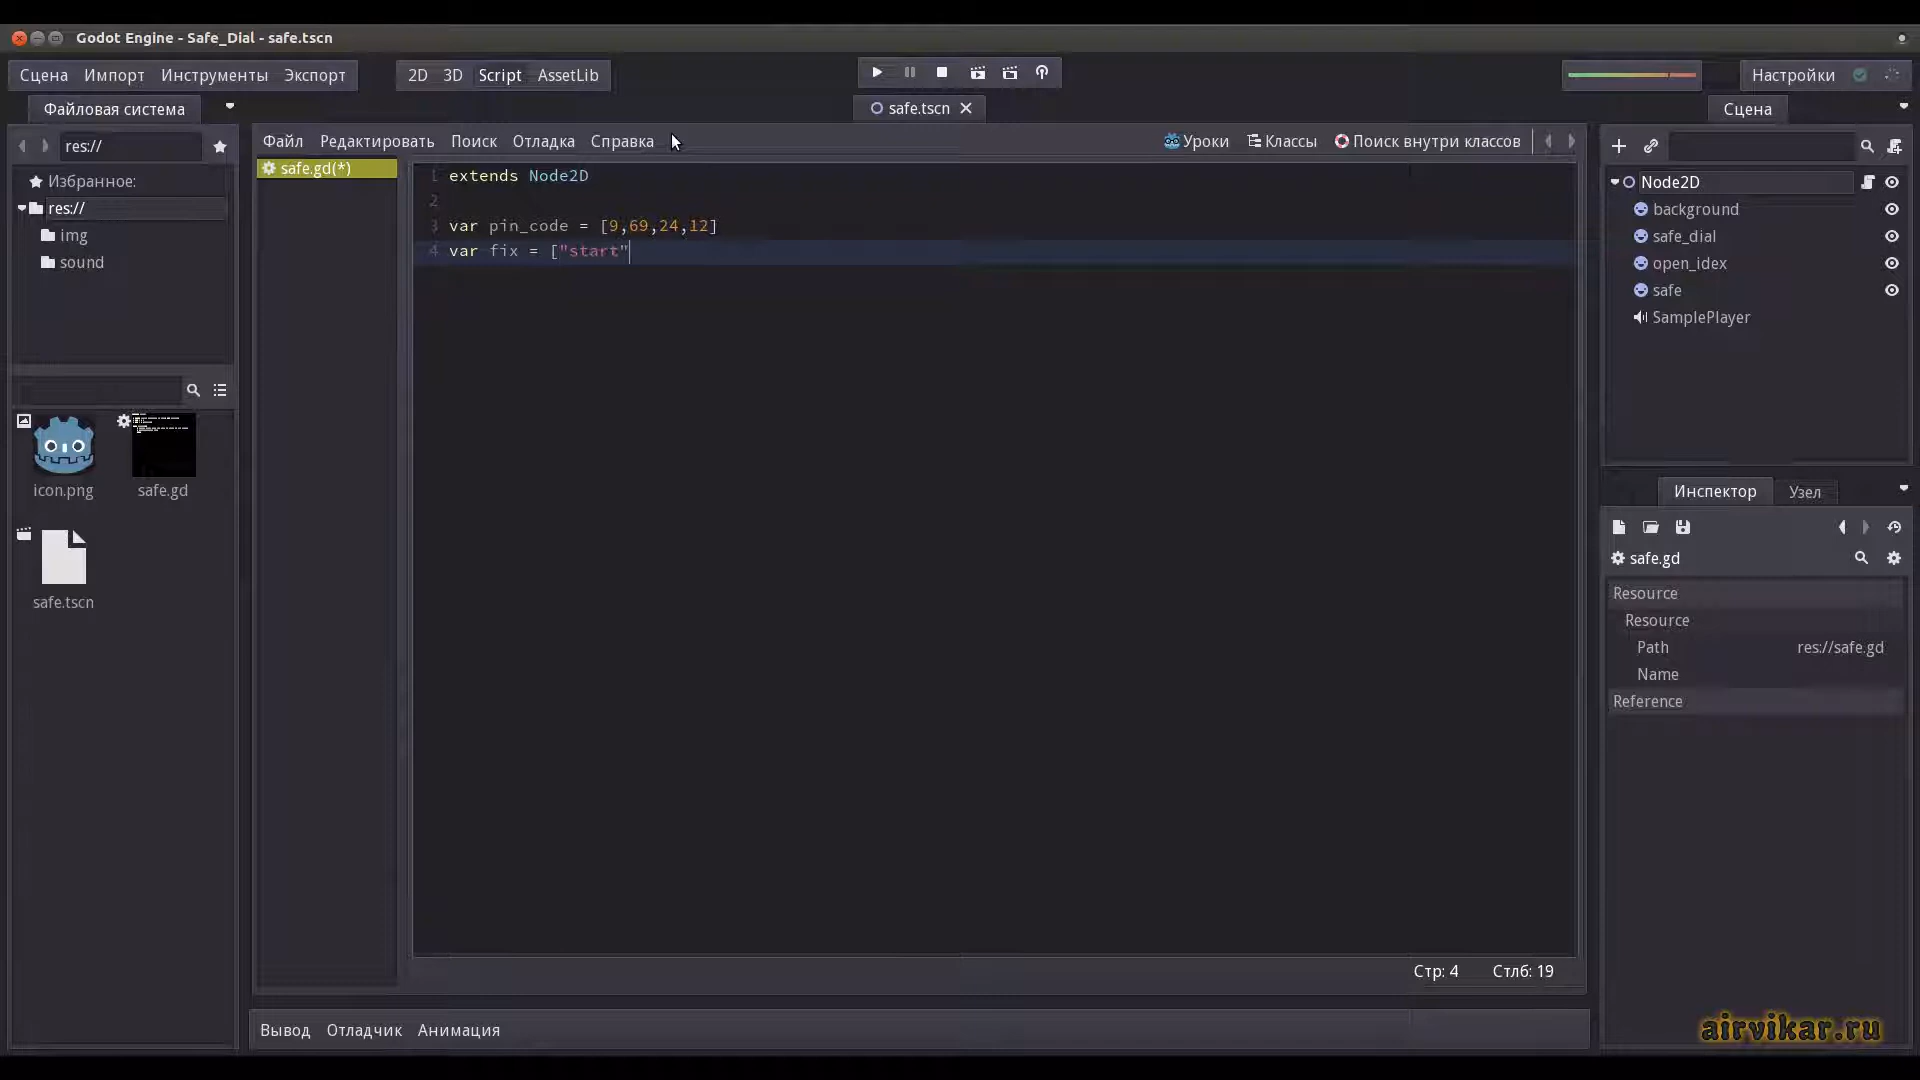 Godot Engine - Safe_Dial - safe.tscn
Сцена Импорт Инструменты Экспорт
2D 3D Script AssetLib
Настройки
Файловая система
safe.tscn
Сцена
res://
Файл Редактировать Поиск Отладка Справка
Уроки Классы Поиск внутри классов
Избранное:
res://
img
sound
icon.png
safe.gd
safe.tscn
safe.gd(*)
1 extends Node2D
2
3 var pin_code = [9,69,24,12]
4 var fix = ["start"
Стр: 4 Стлб: 19
Вывод Отладчик Анимация
Node2D
background
safe_dial
open_idex
safe
SamplePlayer
Инспектор Узел
safe.gd
Resource
Resource
Path res://safe.gd
Name
Reference
airvikar.ru